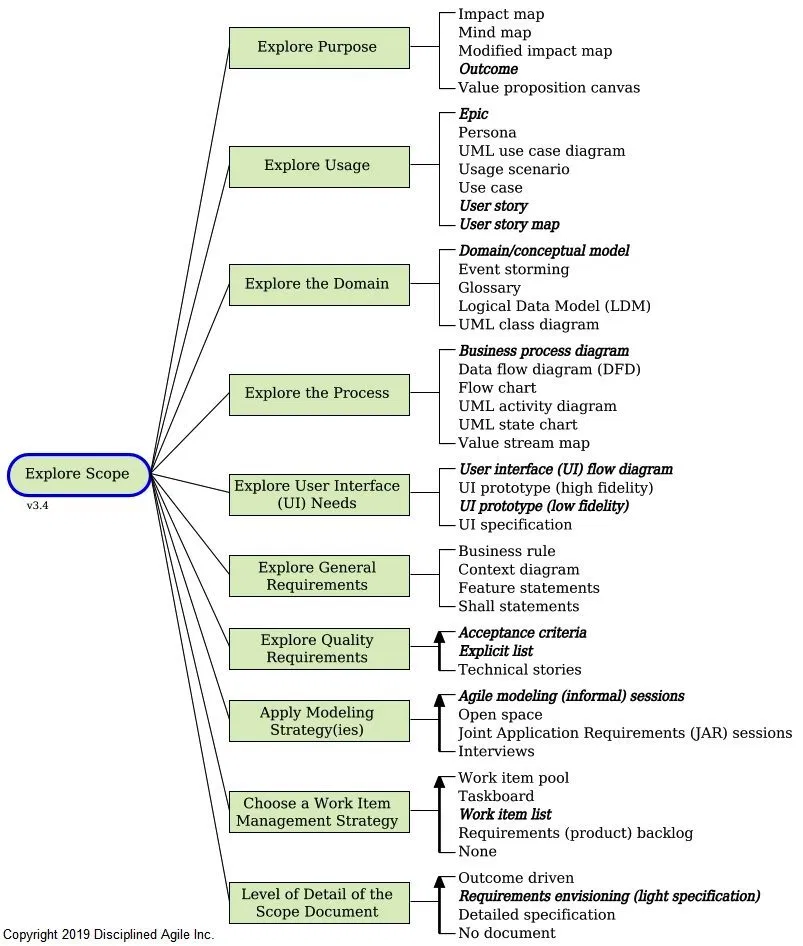 Explore Scope
v3.4
Explore Purpose
Impact map
Mind map
Modified impact map
Outcome
Value proposition canvas
Explore Usage
Epic
Persona
UML use case diagram
Usage scenario
Use case
User story
User story map
Explore the Domain
Domain/conceptual model
Event storming
Glossary
Logical Data Model (LDM)
UML class diagram
Explore the Process
Business process diagram
Data flow diagram (DFD)
Flow chart
UML activity diagram
UML state chart
Value stream map
Explore User Interface
(UI) Needs
User interface (UI) flow diagram
UI prototype (high fidelity)
UI prototype (low fidelity)
UI specification
Explore General
Requirements
Business rule
Context diagram
Feature statements
Shall statements
Explore Quality
Requirements
Acceptance criteria
Explicit list
Technical stories
Apply Modeling
Strategy(ies)
Agile modeling (informal) sessions
Open space
Joint Application Requirements (JAR) sessions
Interviews
Choose a Work Item
Management Strategy
Work item pool
Taskboard
Work item list
Requirements (product) backlog
None
Level of Detail of the
Scope Document
Outcome driven
Requirements envisioning (light specification)
Detailed specification
No document
Copyright 2019 Disciplined Agile Inc.